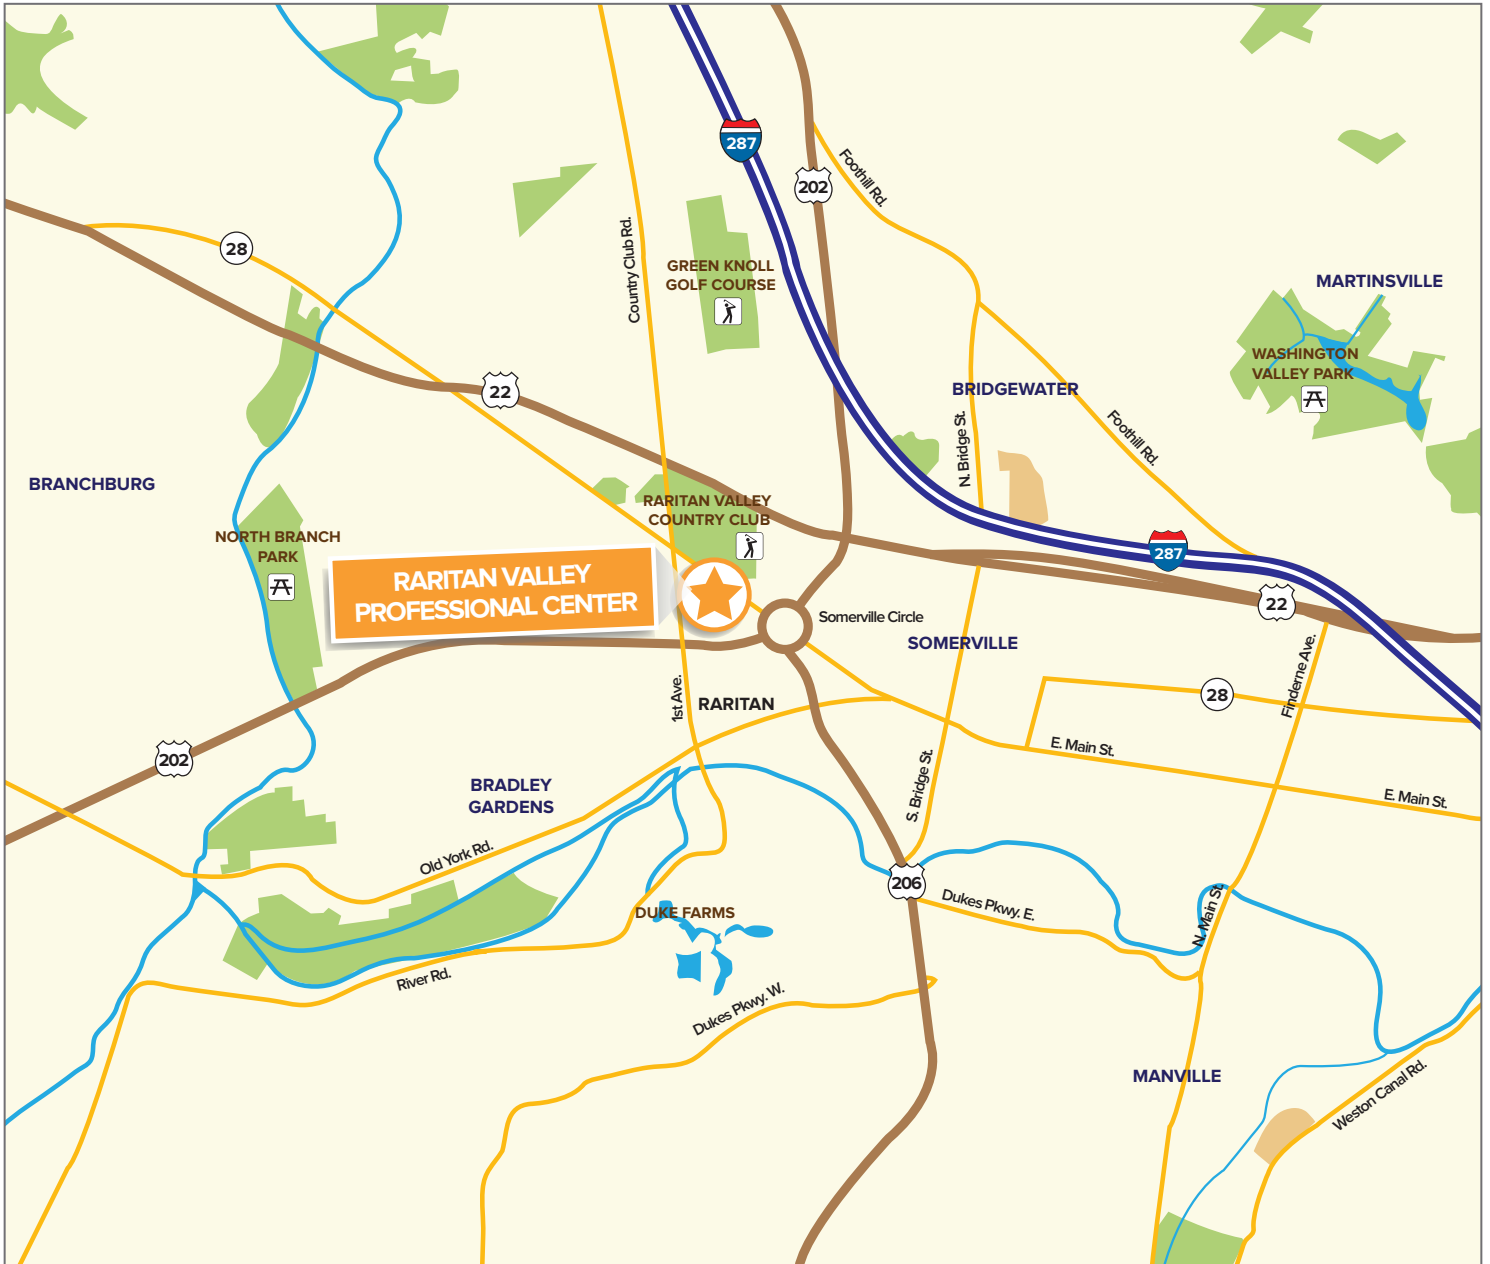 287
202
Foothill Rd.
28
Country Club Rd.
GREEN KNOLL
GOLF COURSE
MARTINSVILLE
WASHINGTON
VALLEY PARK
22
BRIDGEWATER
N. Bridge St.
Foothill Rd.
BRANCHBURG
RARITAN VALLEY
COUNTRY CLUB
NORTH BRANCH
PARK
287
RARITAN VALLEY
PROFESSIONAL CENTER
22
Somerville Circle
SOMERVILLE
Finderne Ave.
1st Ave.
RARITAN
28
E. Main St.
202
BRADLEY
GARDENS
S. Bridge St.
E. Main St.
Old York Rd.
206
Dukes Pkwy. E.
DUKE FARMS
N. Main St.
River Rd.
Dukes Pkwy. W.
MANVILLE
Weston Canal Rd.